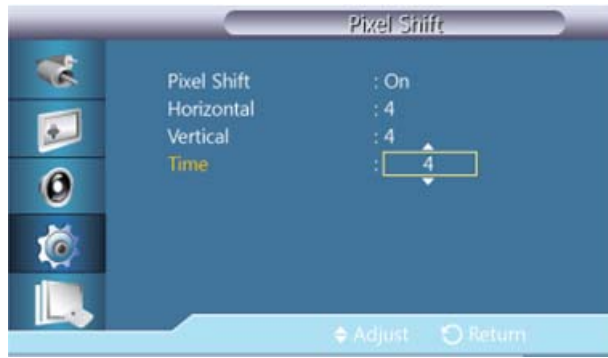 Pixel Shift
Pixel Shift : On
Horizontal : 4
Vertical : 4
Time : 4
Adjust Return